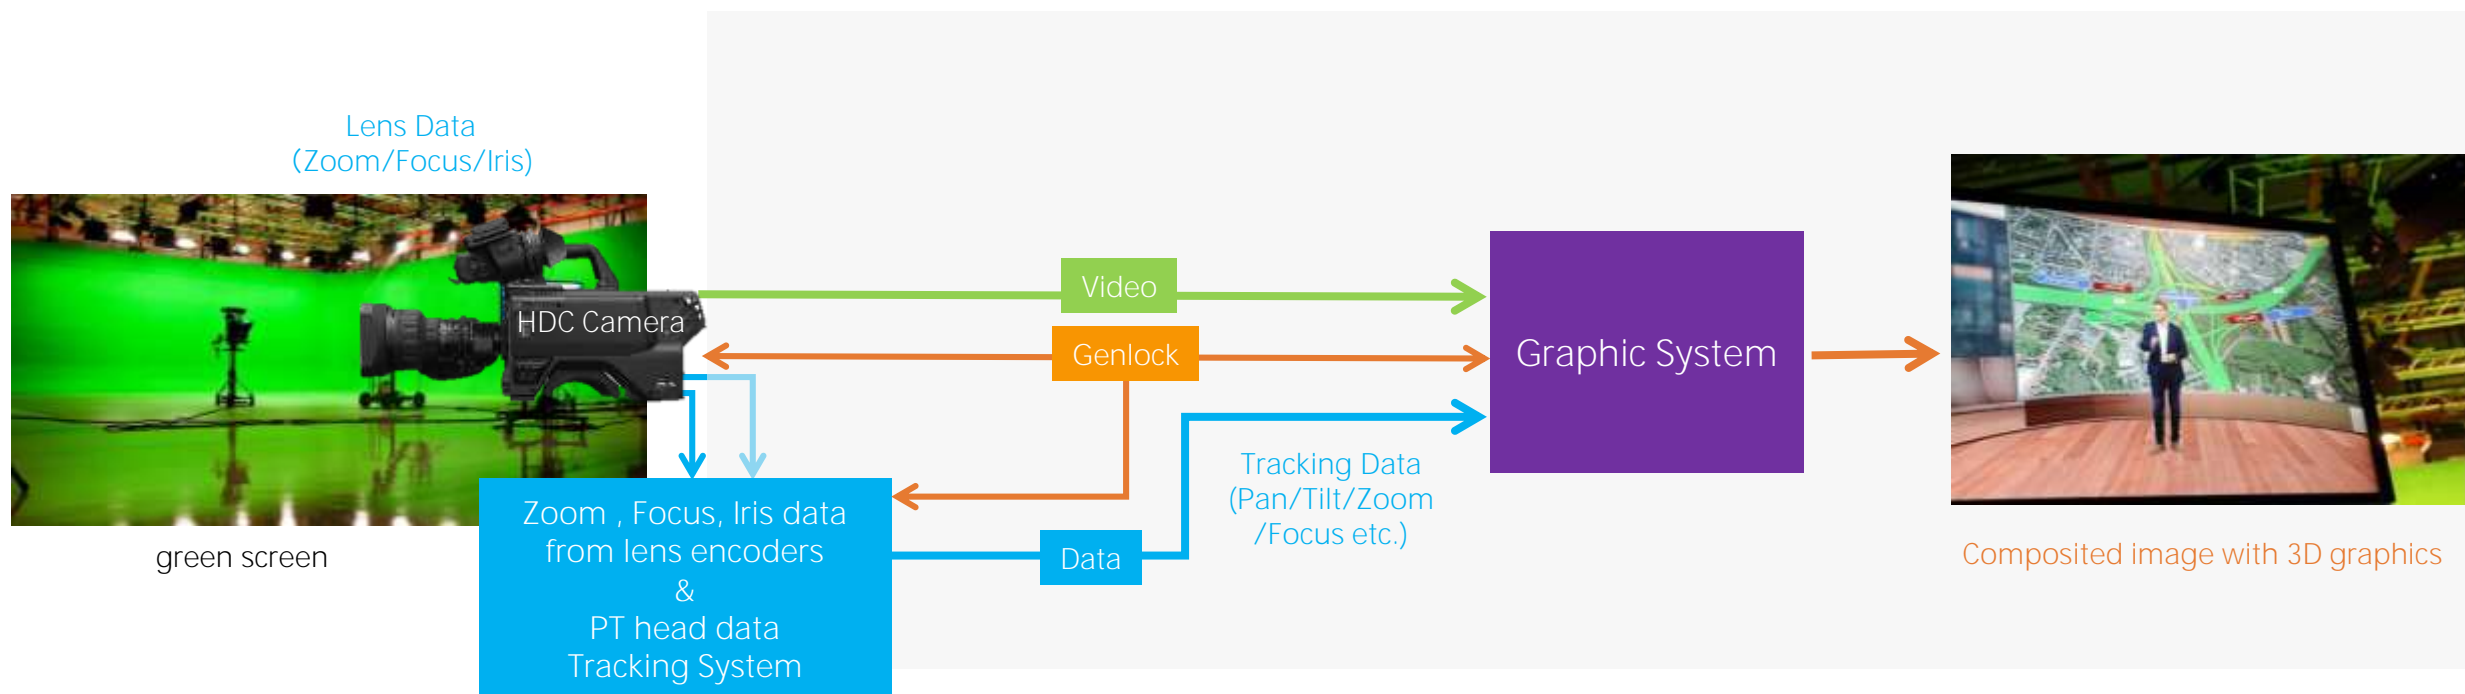 Lens Data
(Zoom/Focus/Iris)
HDC Camera
green screen
Video
Genlock
Zoom , Focus, Iris data
from lens encoders
&
PT head data
Tracking System
Data
Tracking Data
(Pan/Tilt/Zoom
/Focus etc.)
Graphic System
Composited image with 3D graphics